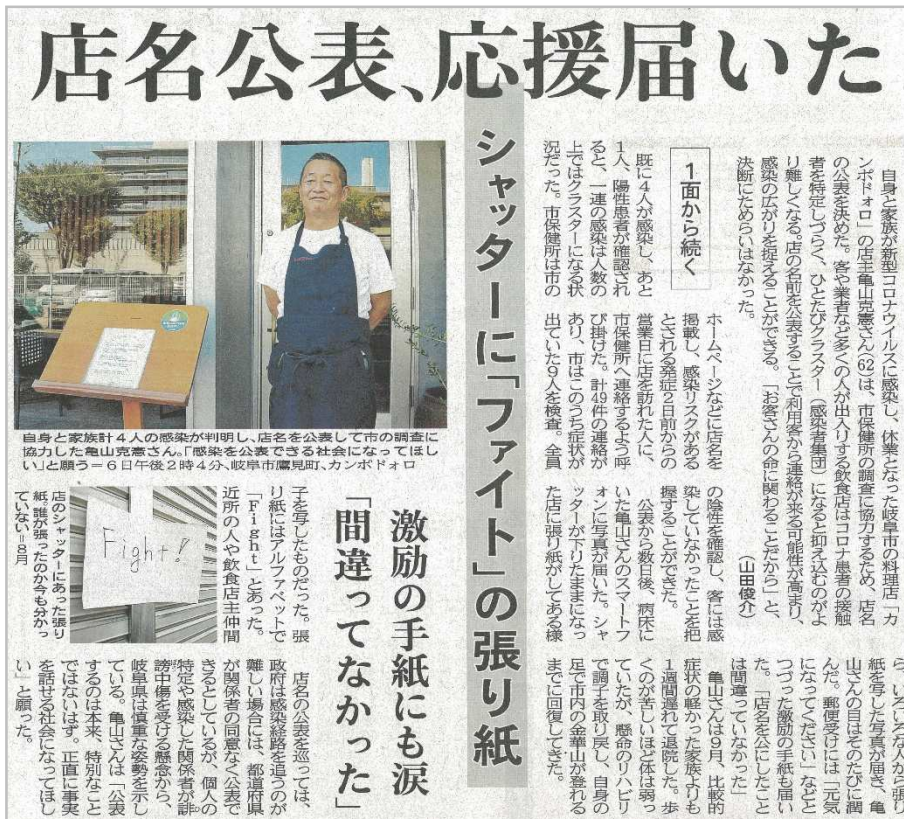 店名公表、応援届いた
シャッターに「ファイト」の張り紙
激励の手紙にも涙
「間違ってなかった」
自身と家族が新型コロナウイルスに感染し、休業となった岐阜市の料理店「カ
ンポドォロ」の店主亀山克憲さん(62)は、市保健所の調査に協力するため、店名
の公表を決めた。客や業者など多くの人が出入りする飲食店はコロナ患者の接触
者を特定しづらく、ひとたびクラスター(感染者集団)になると抑え込むのがよ
り難しくなる。店の名前を公表することで利用客から連絡が来る可能性が高まり、
感染の広がりを捉えることができる。「お客さんの命に関わることだから」と、
決断にためらいはなかった。
(山田俊介)
1面から続く
既に4人が感染し、あと
1人、陽性患者が確認され
ると、一連の感染は人数の
上ではクラスターになる状
況だった。市保健所は市の
ホームページなどに店名を
掲載し、感染リスクがある
とされる発症2日前からの
営業日に店を訪れた人に、
市保健所へ連絡するよう呼
び掛けた。計49件の連絡が
あり、市はこのうち症状が
出ていた9人を検査。全員
の陰性を確認し、客には感
染していなかったことを把
握することができた。
公表から数日後、病床に
いた亀山さんのスマートフ
ォンに写真が届いた。シャ
ッターが下りたままになっ
た店に張り紙がしてある様
子を写したものだった。張
り紙にはアルファベットで
「Fight」とあった。
近所の人や飲食店主仲間
ら、いろいろな人から張り
紙を写した写真が届き、亀
山さんの目はそのたびに潤
んだ。郵便受けには「元気
になってください」などと
つづった激励の手紙も届い
た。「店名を公にしたこと
は間違っていなかった」
亀山さんは9月、比較的
症状の軽かった家族よりも
1週間遅れて退院した。歩
くのが苦しいほど体は弱っ
ていたが、懸命のリハビリ
で調子を取り戻し、自身の
足で市内の金華山が登れる
までに回復してきた。
店名の公表を巡っては、
政府は感染経路を追うのが
難しい場合には、都道府県
が関係者の同意なく公表で
きるとしているが、個人の
特定や感染した関係者が誹
謗中傷を受ける懸念から、
岐阜県は慎重な姿勢を示し
ている。亀山さんは「公表
するのは本来、特別なこと
ではないはず。正直に事実
を話せる社会になってほし
い」と願った。
自身と家族計4人の感染が判明し、店名を公表して市の調査に
協力した亀山克憲さん。「感染を公表できる社会になってほし
い」と願う=6日午後2時4分、岐阜市鷹見町、カンポドォロ
Fight!
店のシャッターにあった張り
紙。誰が張ったのか今も分かっ
ていない=8月